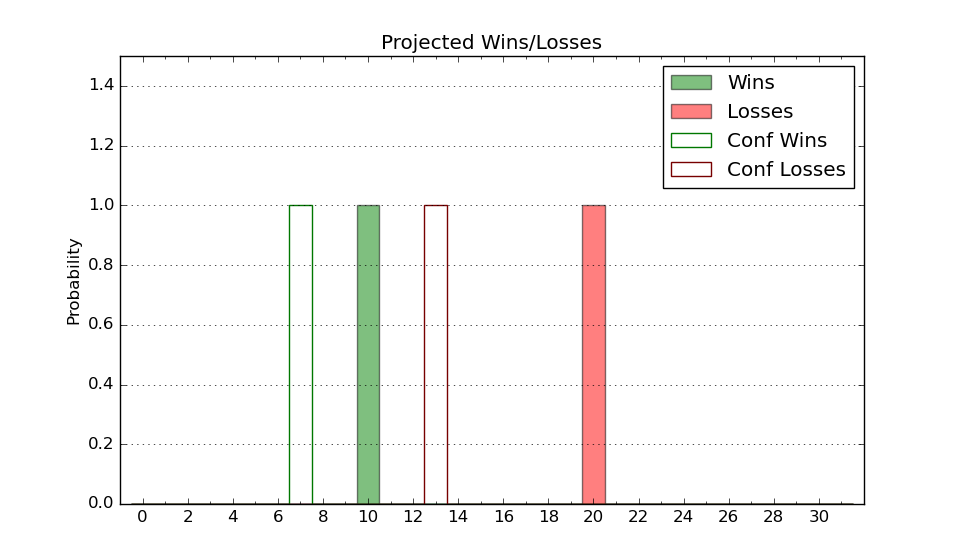 Projected Wins/Losses
Wins
Losses
Conf Wins
Conf Losses
Probability
1.4
1.2
1.0
0.8
0.6
0.4
0.2
0.0
0 2 4 6 8 10 12 14 16 18 20 22 24 26 28 30